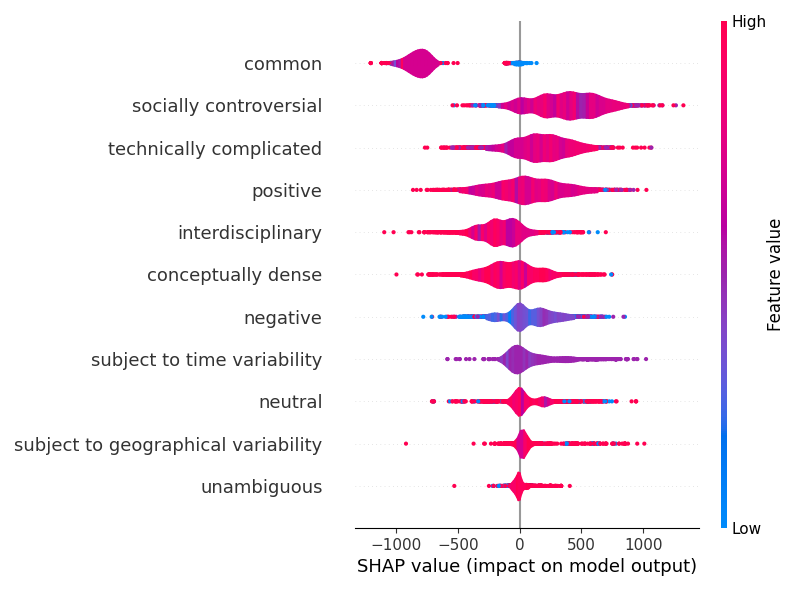 High
common
socially controversial
technically complicated
positive
interdisciplinary
conceptually dense
negative
subject to time variability
neutral
subject to geographical variability
unambiguous
Feature value
Low
−1000 −500 0 500 1000
SHAP value (impact on model output)